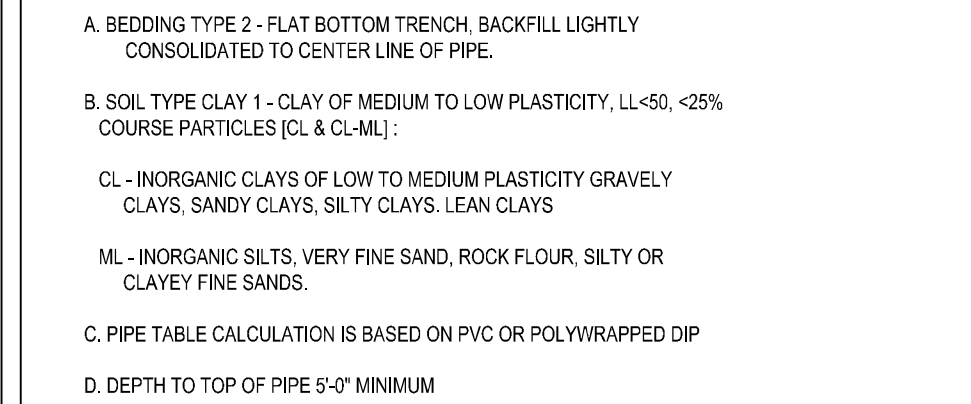 A. BEDDING TYPE 2 - FLAT BOTTOM TRENCH, BACKFILL LIGHTLY
CONSOLIDATED TO CENTER LINE OF PIPE.
B. SOIL TYPE CLAY 1 - CLAY OF MEDIUM TO LOW PLASTICITY, LL<50, <25%
COURSE PARTICLES [CL & CL-ML] :
CL - INORGANIC CLAYS OF LOW TO MEDIUM PLASTICITY GRAVELY
CLAYS, SANDY CLAYS, SILTY CLAYS. LEAN CLAYS
ML - INORGANIC SILTS, VERY FINE SAND, ROCK FLOUR, SILTY OR
CLAYEY FINE SANDS.
C. PIPE TABLE CALCULATION IS BASED ON PVC OR POLYWRAPPED DIP
D. DEPTH TO TOP OF PIPE 5'-0" MINIMUM